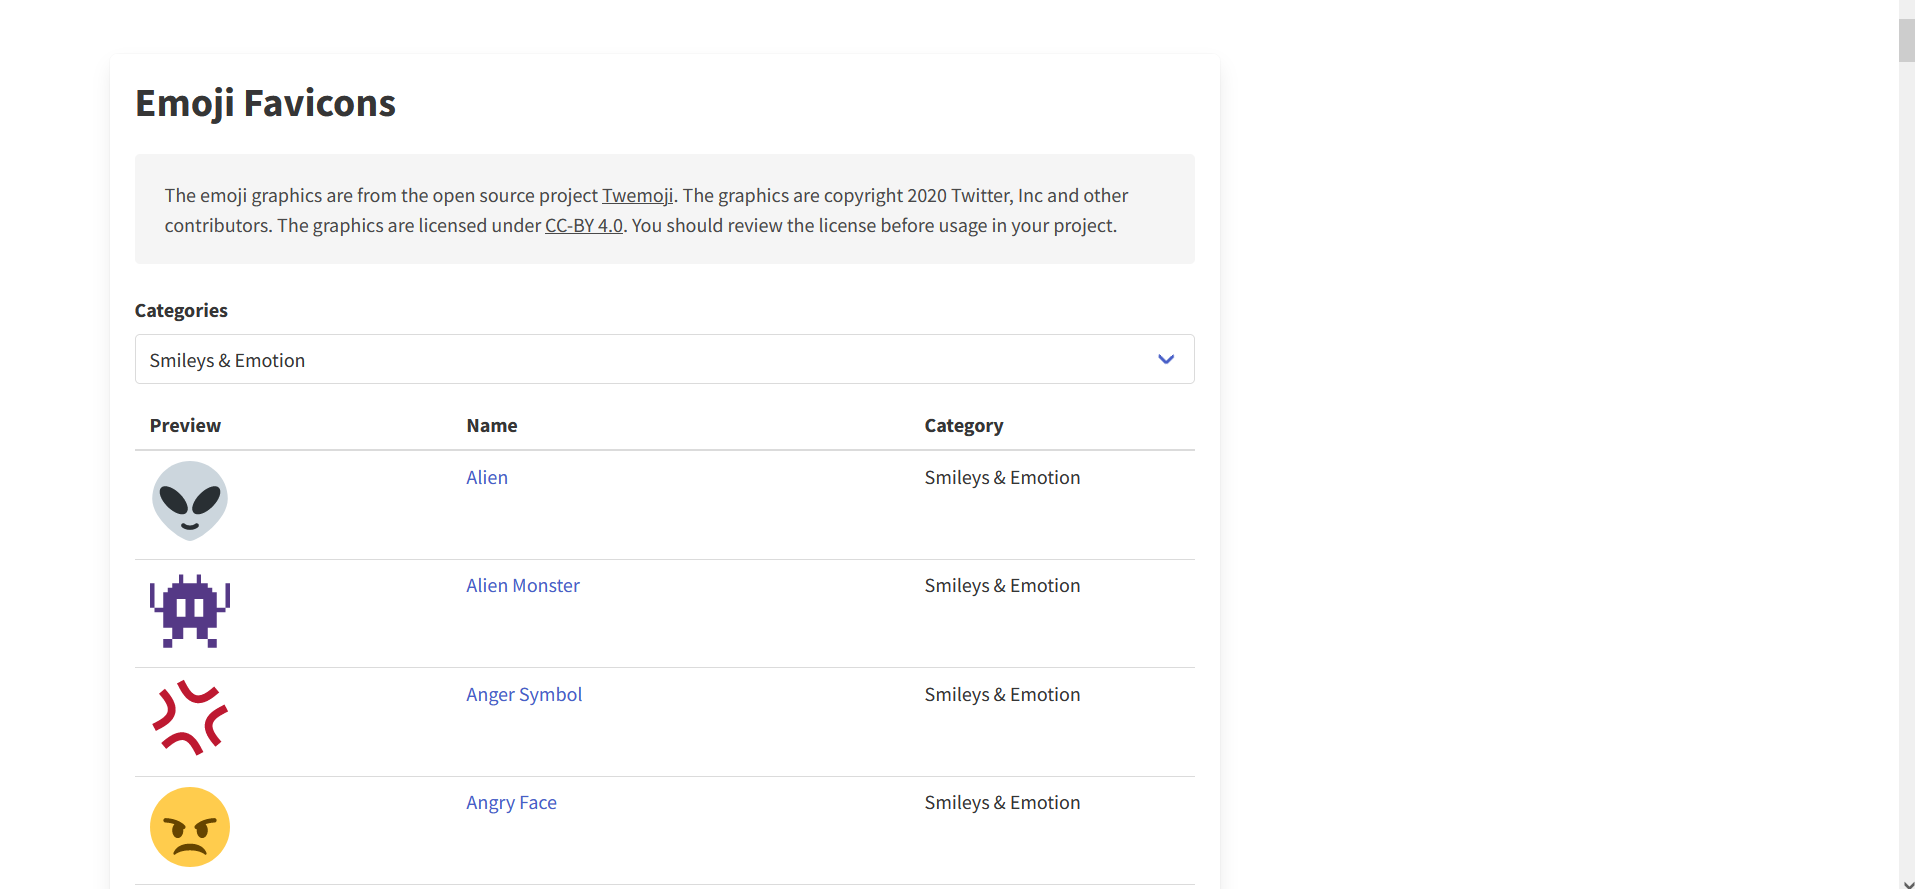 Emoji Favicons
The emoji graphics are from the open source project Twemoji. The graphics are copyright 2020 Twitter, Inc and other
contributors. The graphics are licensed under CC-BY 4.0. You should review the license before usage in your project.
Categories
Smileys & Emotion
Preview Name Category
Alien Smileys & Emotion
Alien Monster Smileys & Emotion
Anger Symbol Smileys & Emotion
Angry Face Smileys & Emotion